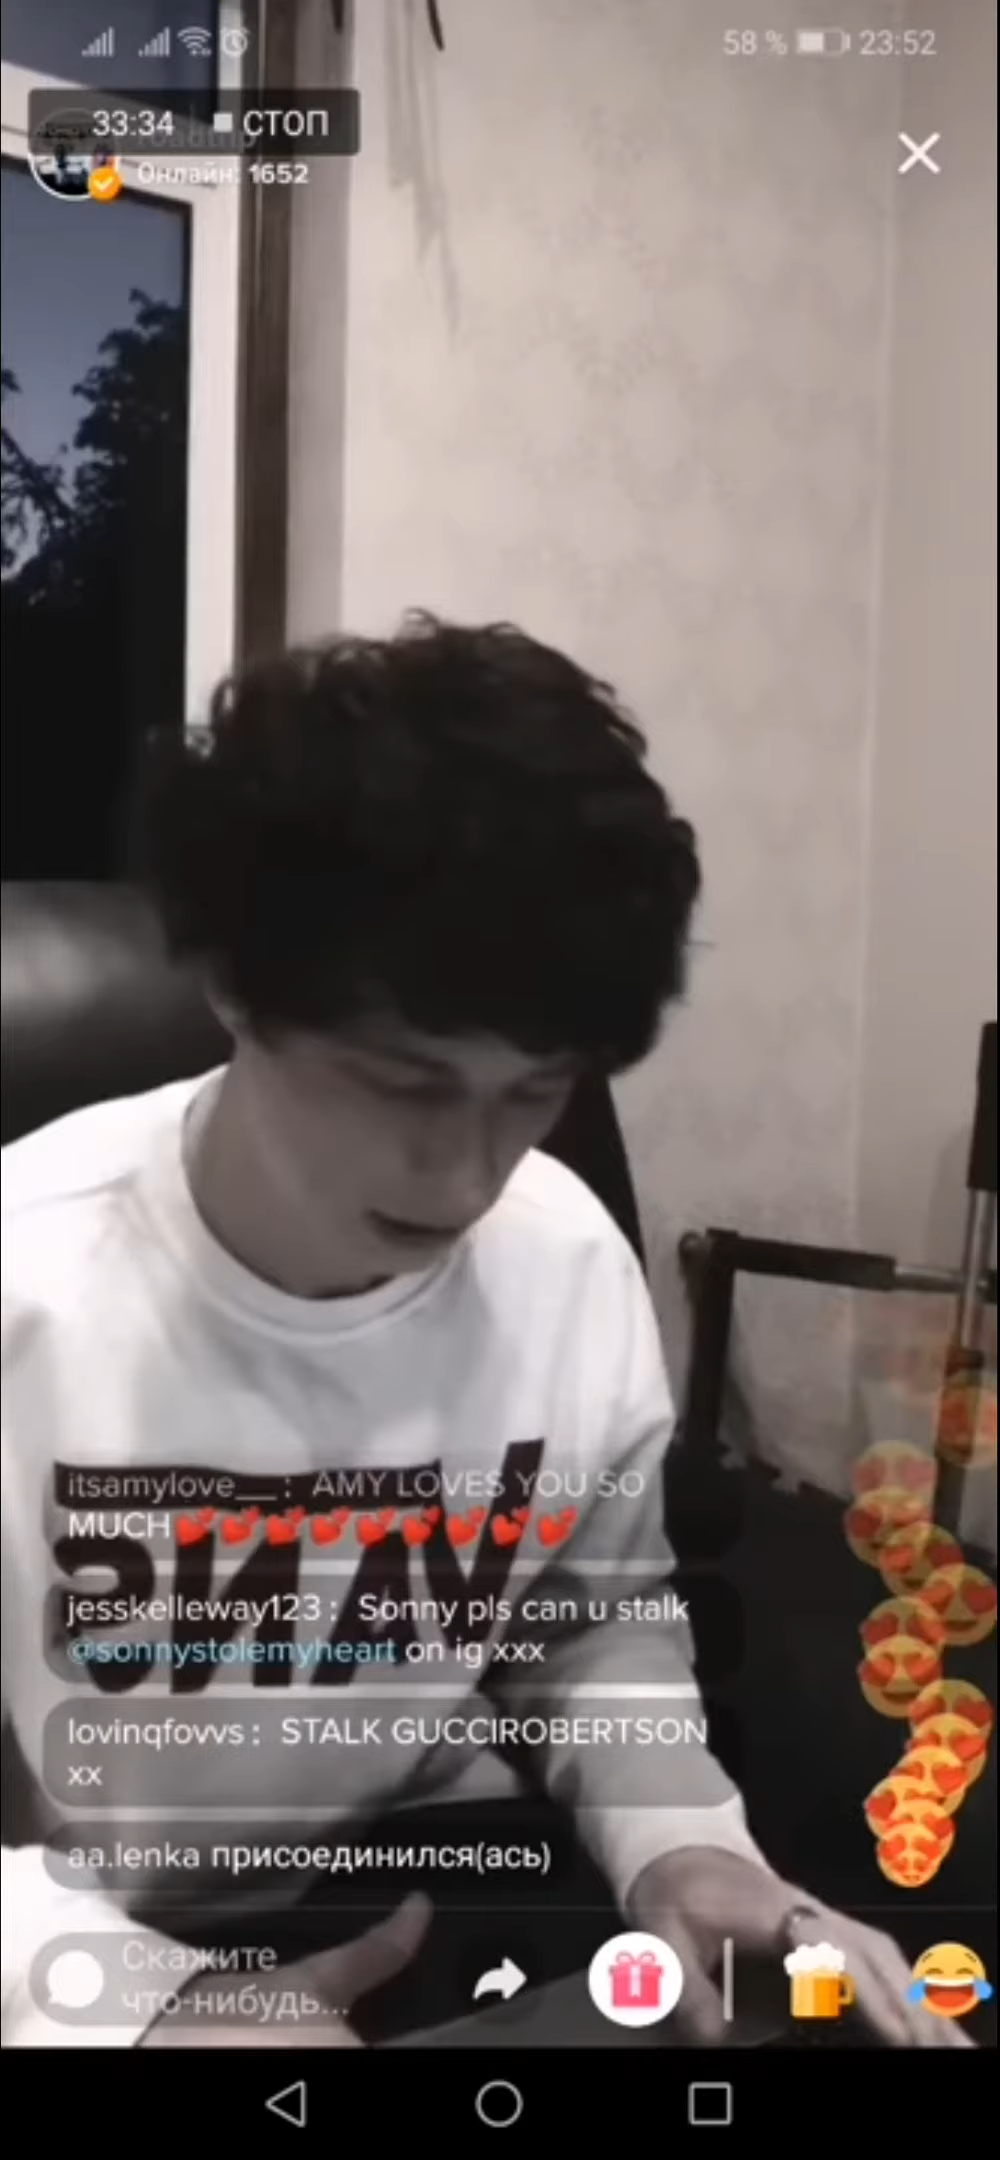 58 % 23:52
33:34 СТОП
Онлайн: 1652
itsamylove__ : AMY LOVES YOU SO
MUCH💕💕💕💕💕💕💕💕💕
jesskelleway123 : Sonny pls can u stalk
@sonnystolemyheart on ig xxx
VANS
lovinqfovvs : STALK GUCCIROBERTSON
xx
aa.lenka присоединился(ась)
Скажите
что-нибудь...